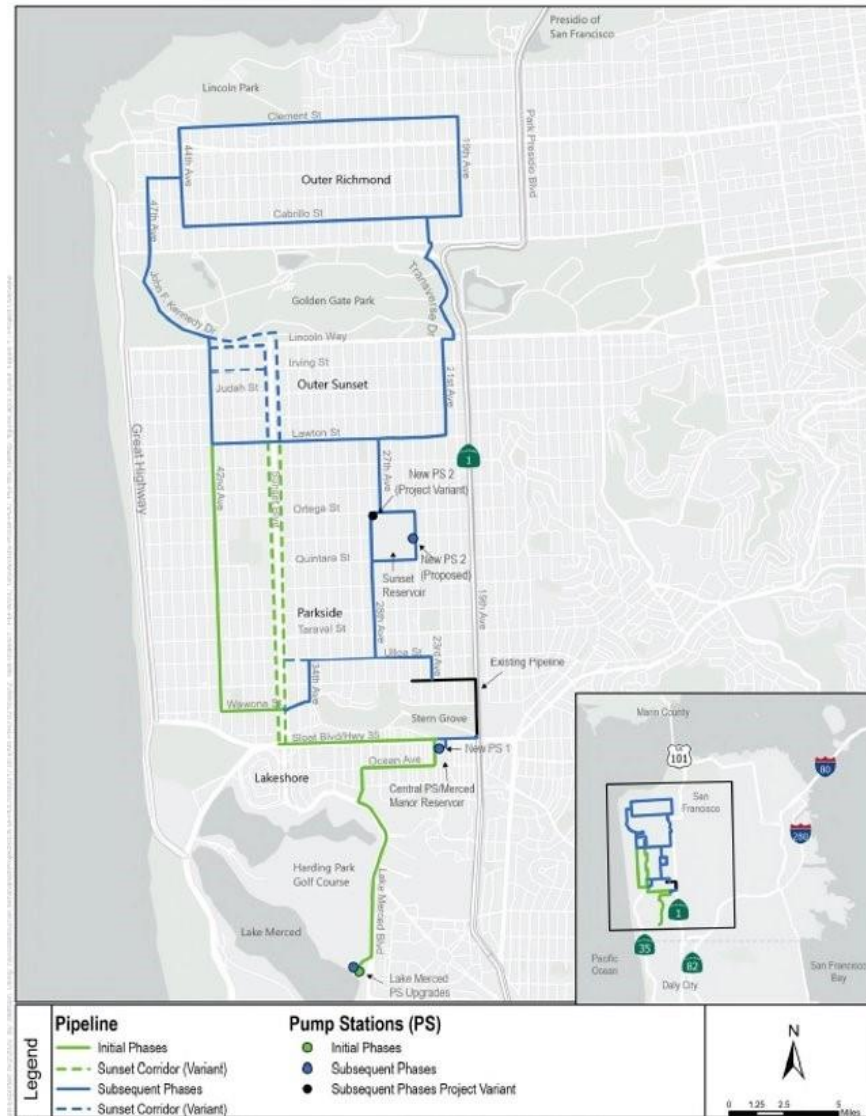 Presidio of
San Francisco
Lincoln Park
Clement St
19th Ave
Park Presidio Blvd
44th Ave
Outer Richmond
47th Ave
Cabrillo St
Transverse Dr
Golden Gate Park
John F. Kennedy Dr
Lincoln Way
Irving St
Outer Sunset
21st Ave
Judah St
Lawton St
Great Highway
1
27th Ave
42nd Ave
Sunset Blvd
New PS 2
(Project Variant)
Ortega St
Quintara St
New PS 2
(Proposed)
Sunset
Reservoir
19th Ave
Parkside
28th Ave
Taraval St
Ulloa St
23rd Ave
34th Ave
Existing Pipeline
Wawona St
Stern Grove
Sloat Blvd/Hwy 35
New PS 1
Ocean Ave
Lakeshore
Central PS/Merced
Manor Reservoir
Harding Park
Golf Course
Lake Merced Blvd
Lake Merced
Lake Merced
PS Upgrades
Marin County
101
80
San
Francisco
280
1
35
82
Pacific
Ocean
Daly City
San Francisco
Bay
Legend
Pipeline
Initial Phases
Sunset Corridor (Variant)
Subsequent Phases
Sunset Corridor (Variant)
Pump Stations (PS)
Initial Phases
Subsequent Phases
Subsequent Phases Project Variant
N
0 1.25 2.5 5
Miles